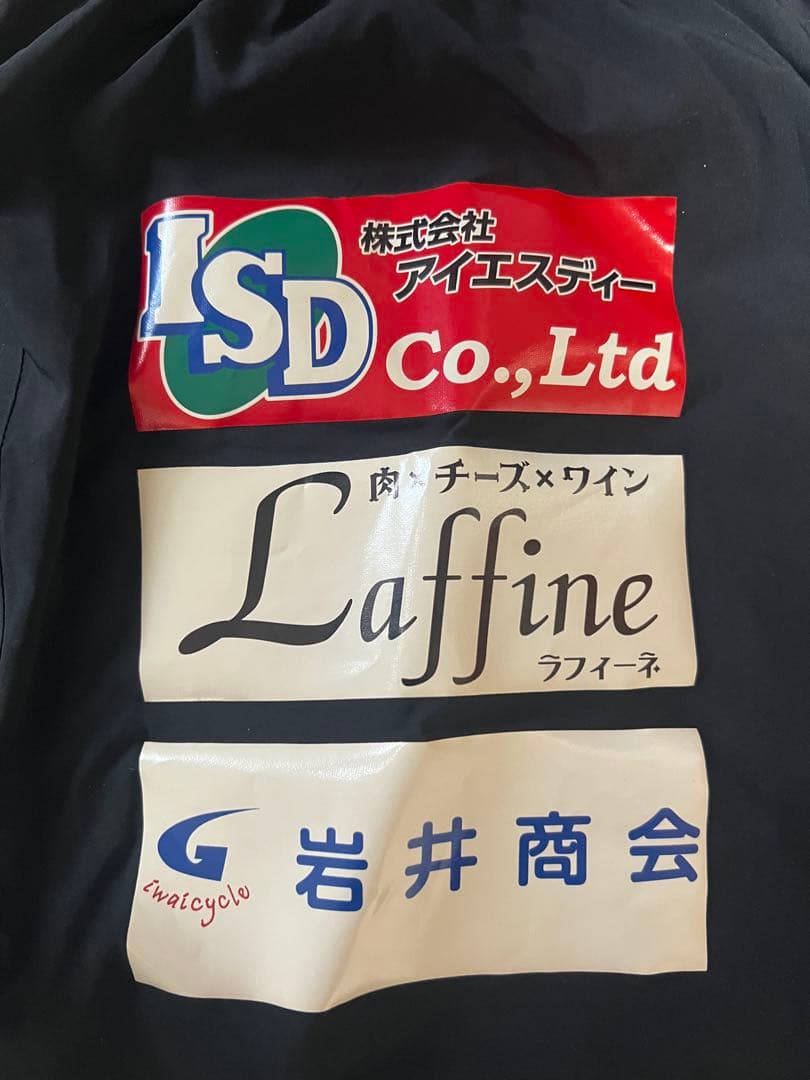 ISD
株式会社
アイエスディー
Co.,Ltd
肉×チーズ×ワイン
Laffine
ラフィーネ
G
iwaicycle
岩井商会